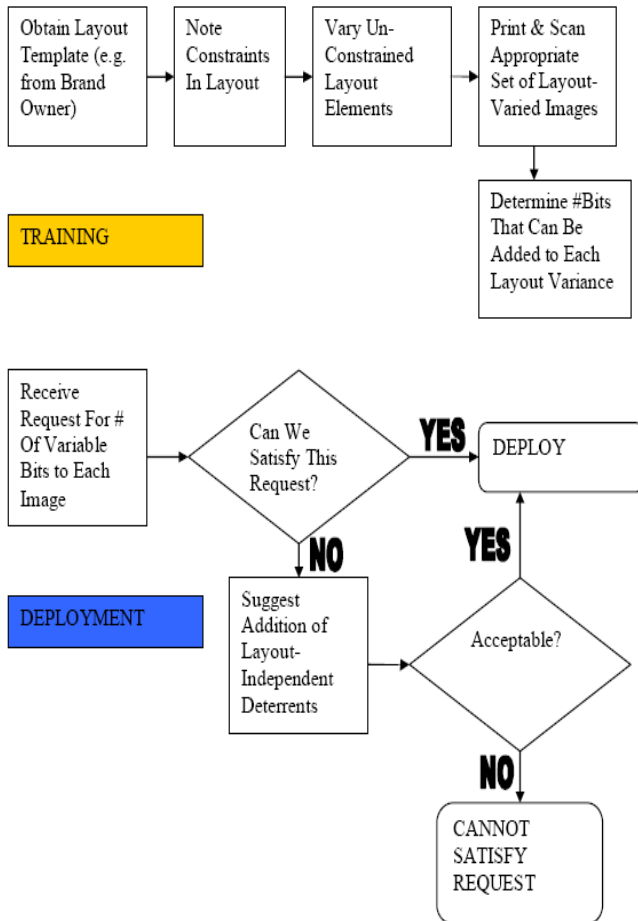 Obtain Layout
Template (e.g.
from Brand
Owner)
Note
Constraints
In Layout
Vary Un-
Constrained
Layout
Elements
Print & Scan
Appropriate
Set of Layout-
Varied Images
Determine #Bits
That Can Be
Added to Each
Layout Variance
TRAINING
Receive
Request For #
Of Variable
Bits to Each
Image
Can We
Satisfy This
Request?
YES
DEPLOY
NO
YES
DEPLOYMENT
Suggest
Addition of
Layout-
Independent
Deterrents
Acceptable?
NO
CANNOT
SATISFY
REQUEST